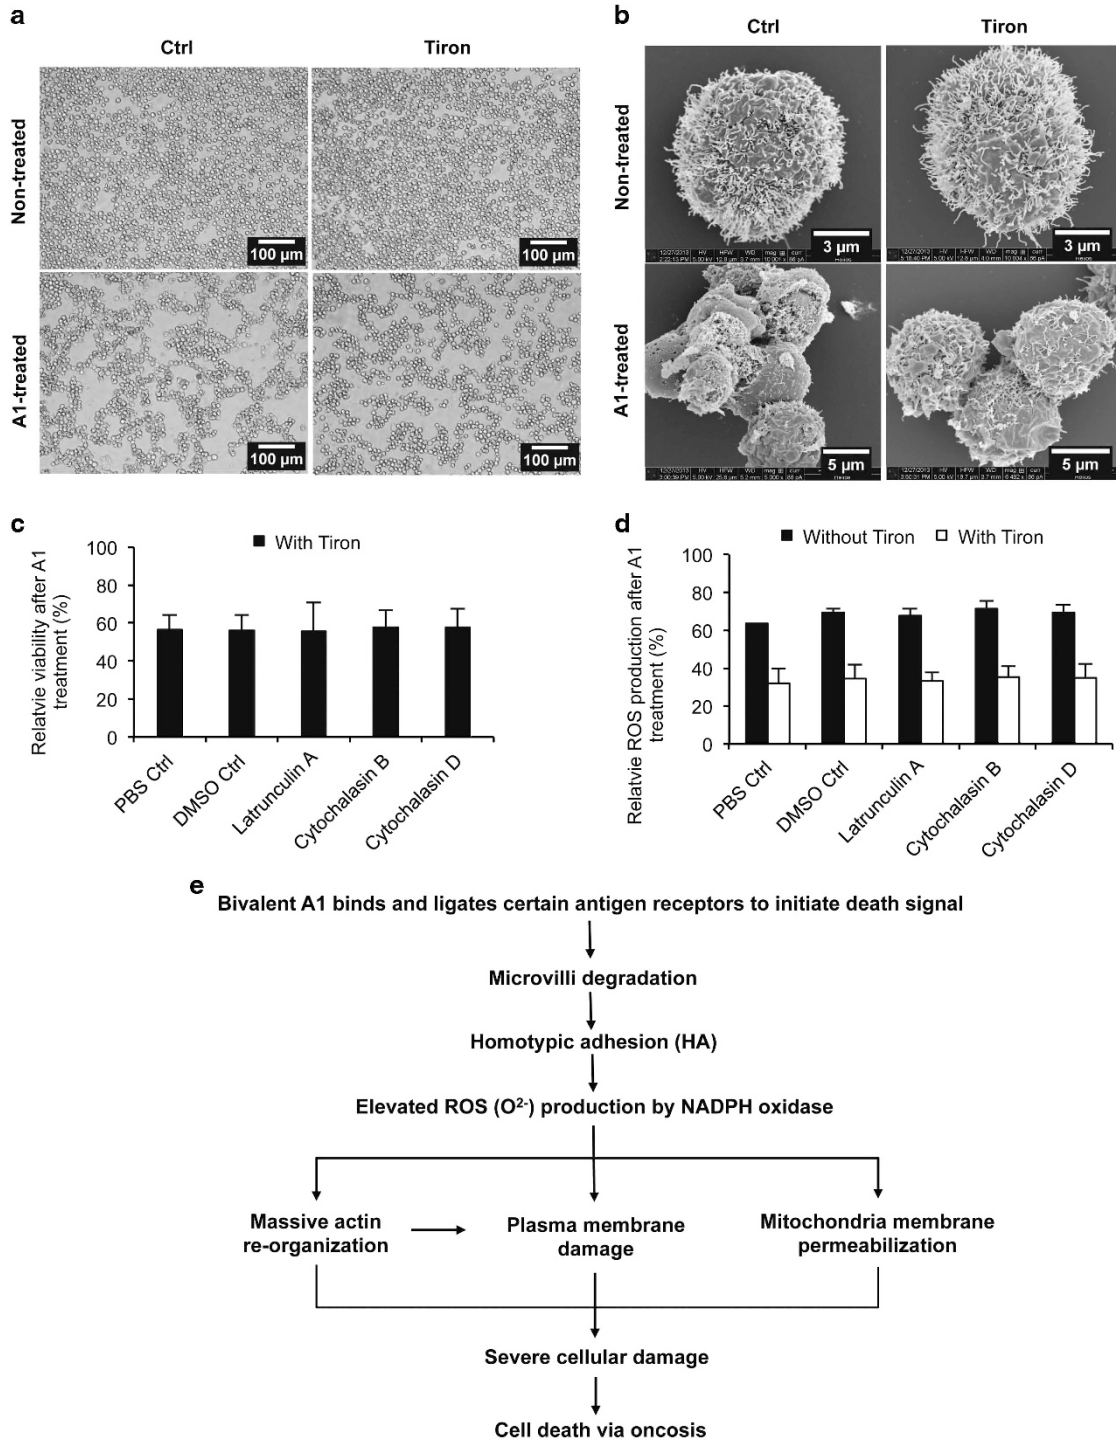 a
Ctrl
Tiron
Non-treated
100 µm
100 µm
A1-treated
100 µm
100 µm
b
Ctrl
Tiron
Non-treated
3 µm
3 µm
A1-treated
5 µm
5 µm
c
With Tiron
Relatvie viability after A1
treatment (%)
100
80
60
40
20
0
PBS Ctrl
DMSO Ctrl
Latrunculin A
Cytochalasin B
Cytochalasin D
d
Without Tiron
With Tiron
Relatvie ROS production after A1
treatment (%)
100
80
60
40
20
0
PBS Ctrl
DMSO Ctrl
Latrunculin A
Cytochalasin B
Cytochalasin D
e
Bivalent A1 binds and ligates certain antigen receptors to initiate death signal
Microvilli degradation
Homotypic adhesion (HA)
Elevated ROS (O²⁻) production by NADPH oxidase
Massive actin
re-organization
Plasma membrane
damage
Mitochondria membrane
permeabilization
Severe cellular damage
Cell death via oncosis